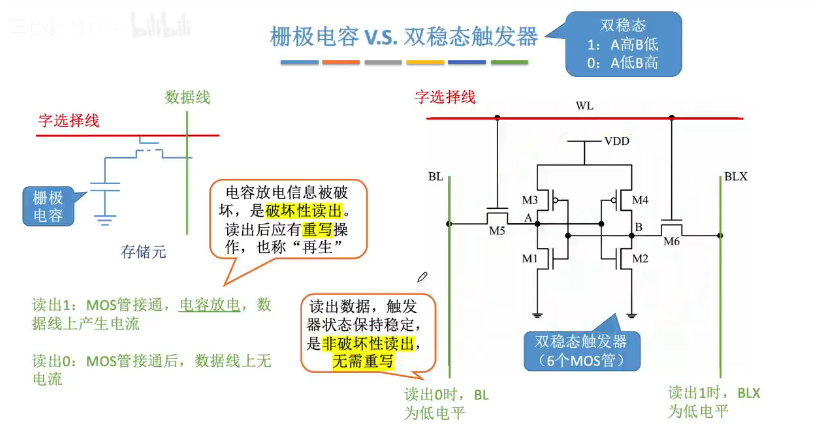 bilibili
栅极电容 V.S. 双稳态触发器
双稳态
1：A高B低
0：A低B高
数据线
字选择线
栅极
电容
存储元
电容放电信息被破
坏，是破坏性读出。
读出后应有重写操
作，也称“再生”
读出1：MOS管接通，电容放电，数
据线上产生电流
读出0：MOS管接通后，数据线上无
电流
读出数据，触发
器状态保持稳定，
是非破坏性读出，
无需重写
字选择线
WL
VDD
BL
BLX
M3
M4
A
B
M5
M6
M1
M2
双稳态触发器
（6个MOS管）
读出0时，BL
为低电平
读出1时，BLX
为低电平